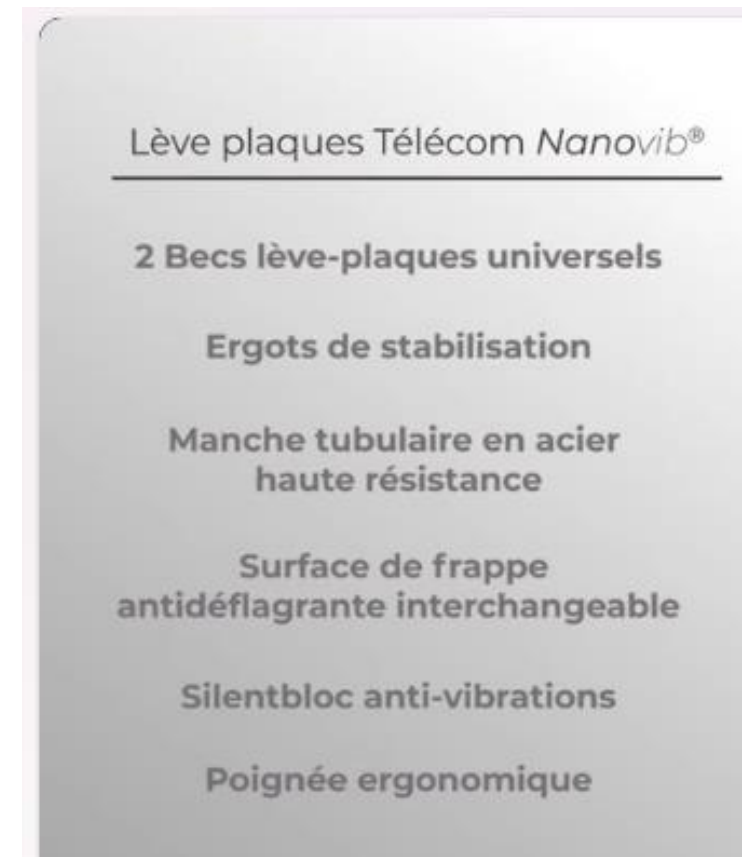 Lève plaques Télécom Nanovib®
2 Becs lève-plaques universels
Ergots de stabilisation
Manche tubulaire en acier
haute résistance
Surface de frappe
antidéflagrante interchangeable
Silentbloc anti-vibrations
Poignée ergonomique